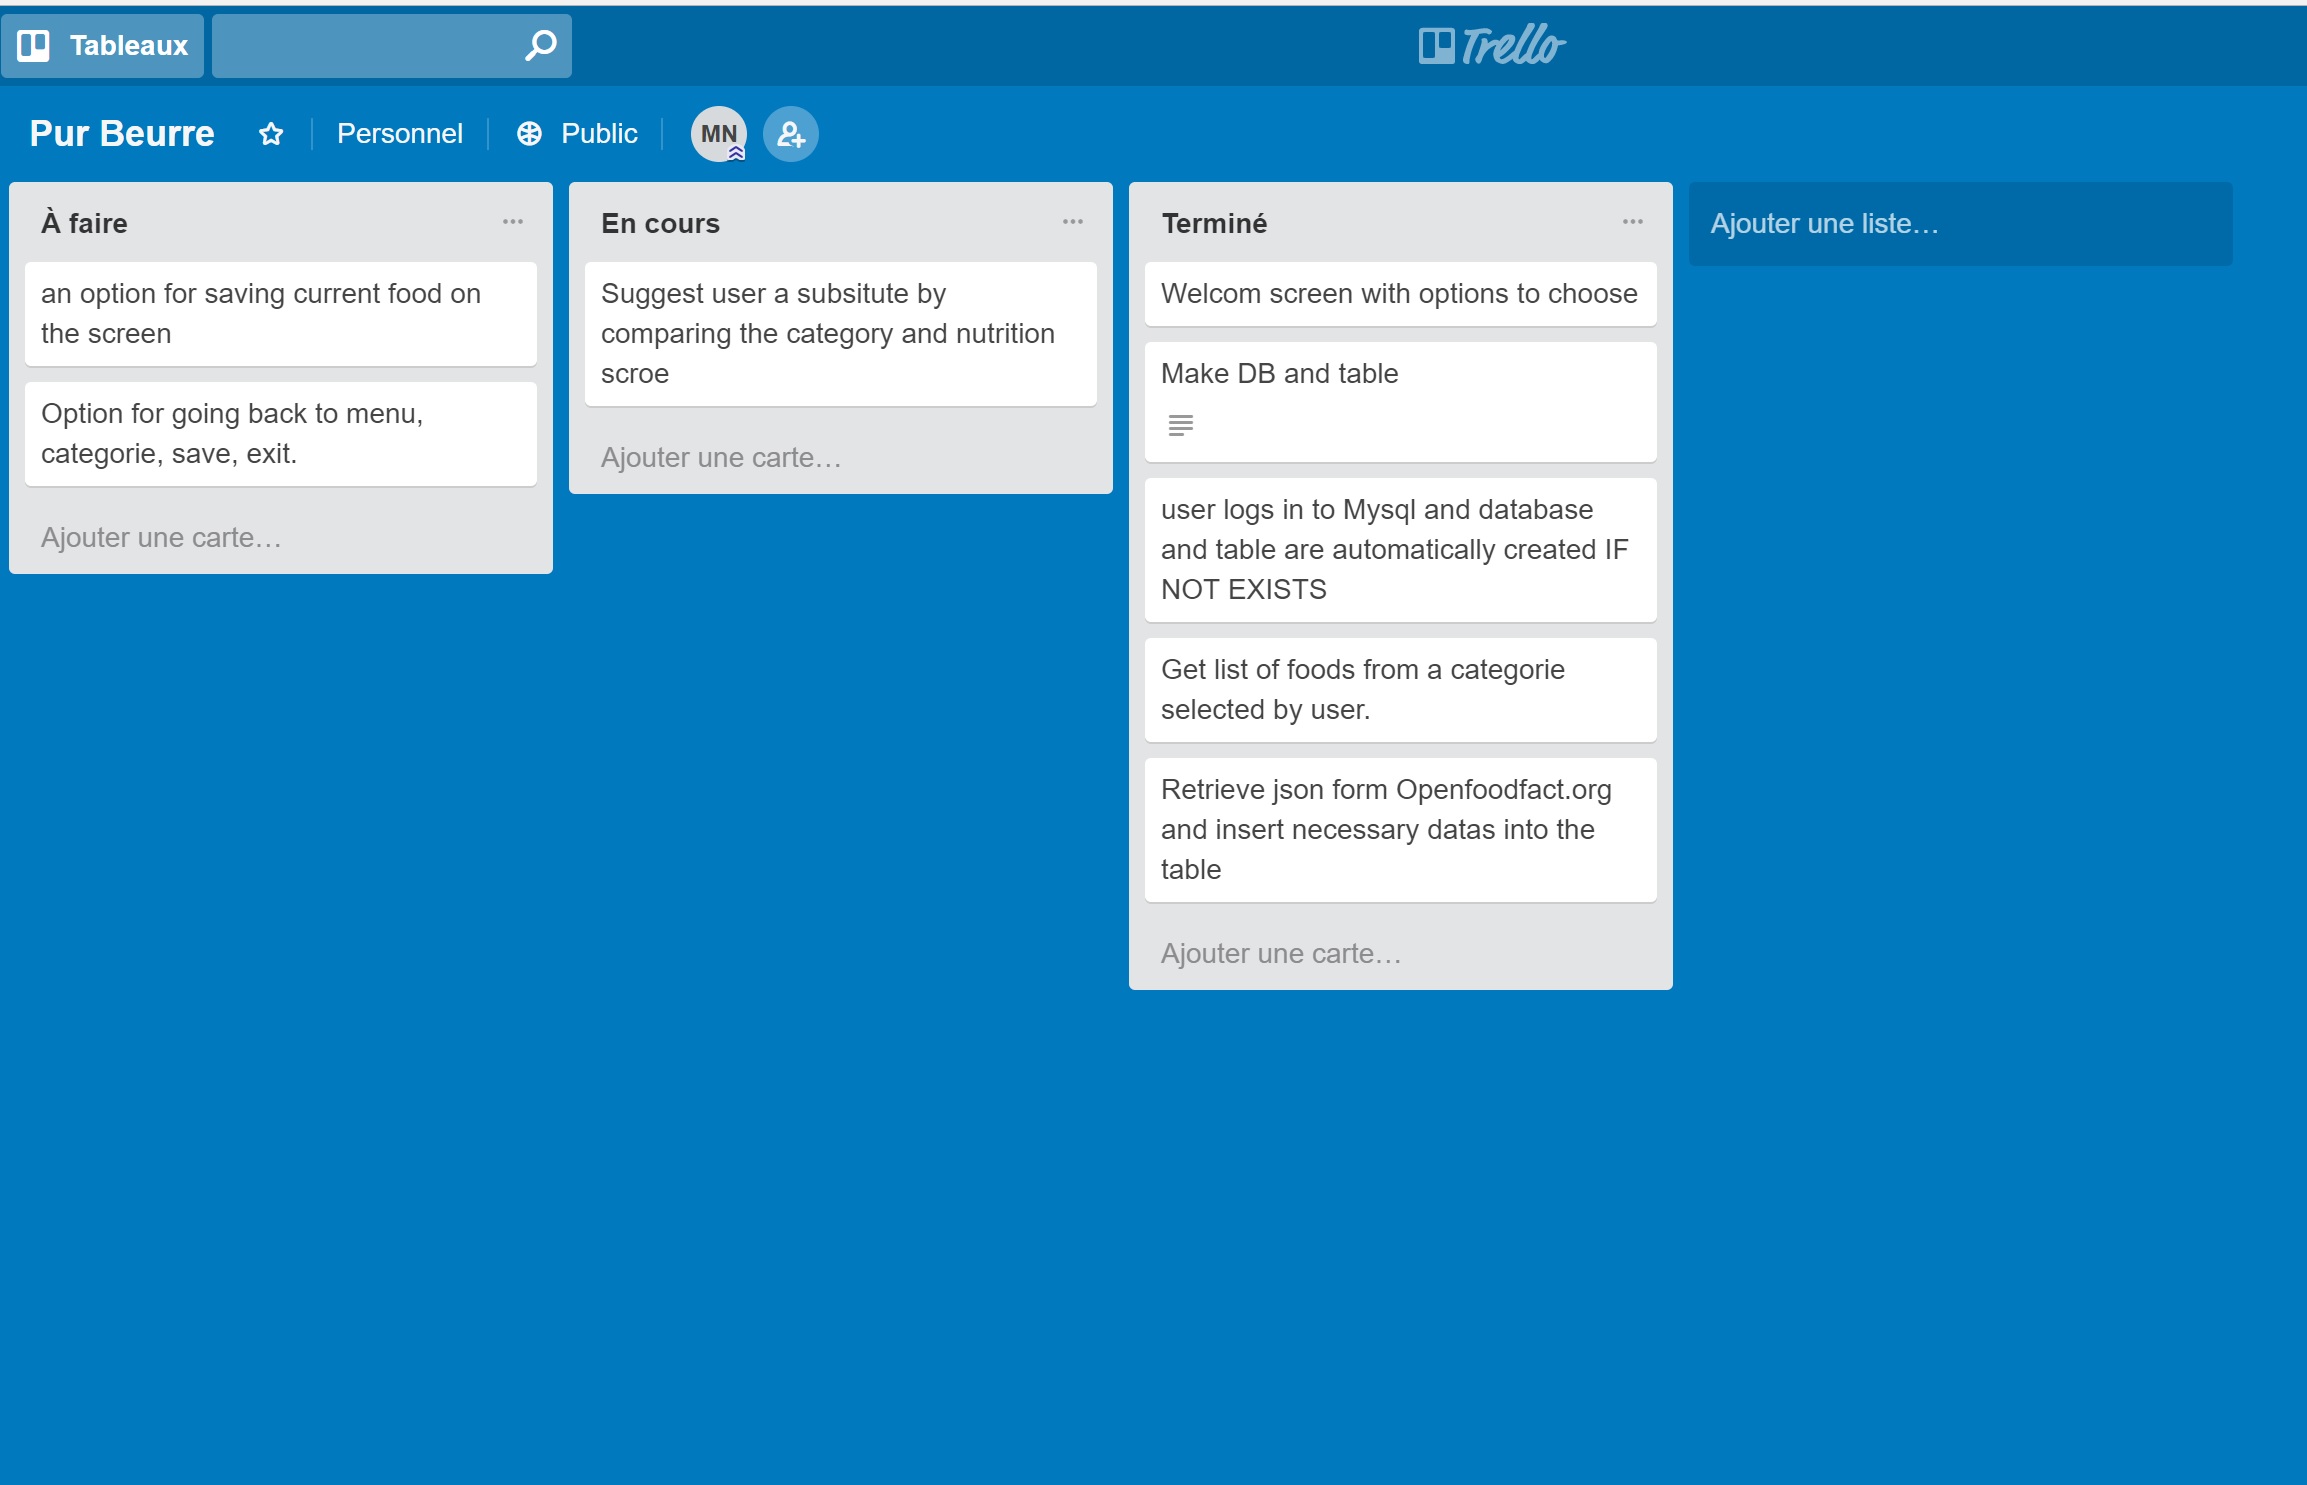 Tableaux
Trello
Pur Beurre
Personnel
Public
MN
À faire
an option for saving current food on
the screen
Option for going back to menu,
categorie, save, exit.
Ajouter une carte…
En cours
Suggest user a subsitute by
comparing the category and nutrition
scroe
Ajouter une carte…
Terminé
Welcom screen with options to choose
Make DB and table
user logs in to Mysql and database
and table are automatically created IF
NOT EXISTS
Get list of foods from a categorie
selected by user.
Retrieve json form Openfoodfact.org
and insert necessary datas into the
table
Ajouter une carte…
Ajouter une liste…